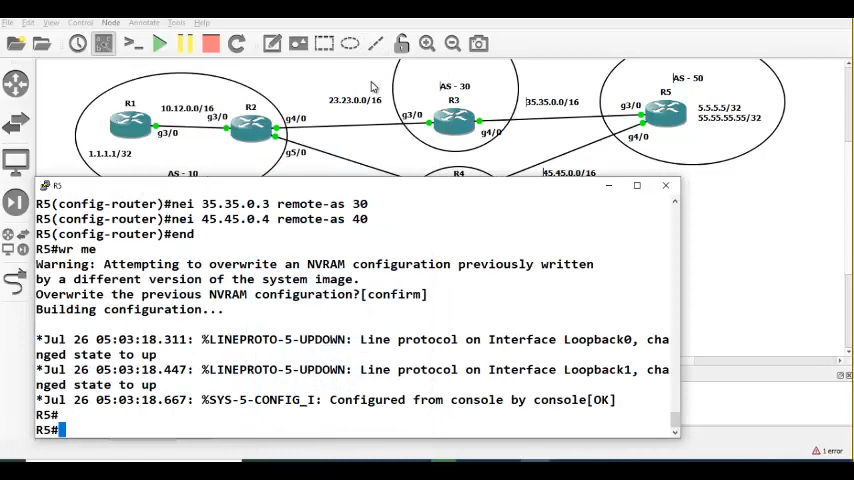 File Edit View Control Node Annotate Tools Help
AS - 30
AS - 50
R1
10.12.0.0/16
R2
23.23.0.0/16
R3
35.35.0.0/16
R5
g3/0
g3/0
g4/0
g3/0
g4/0
g3/0
5.5.5.5/32
55.55.55.55/32
g5/0
g4/0
1.1.1.1/32
AS - 10
R4
45.45.0.0/16
R5
R5(config-router)#nei 35.35.0.3 remote-as 30
R5(config-router)#nei 45.45.0.4 remote-as 40
R5(config-router)#end
R5#wr me
Warning: Attempting to overwrite an NVRAM configuration previously written
by a different version of the system image.
Overwrite the previous NVRAM configuration?[confirm]
Building configuration...
*Jul 26 05:03:18.311: %LINEPROTO-5-UPDOWN: Line protocol on Interface Loopback0, cha
nged state to up
*Jul 26 05:03:18.447: %LINEPROTO-5-UPDOWN: Line protocol on Interface Loopback1, cha
nged state to up
*Jul 26 05:03:18.667: %SYS-5-CONFIG_I: Configured from console by console[OK]
R5#
R5#
1 error